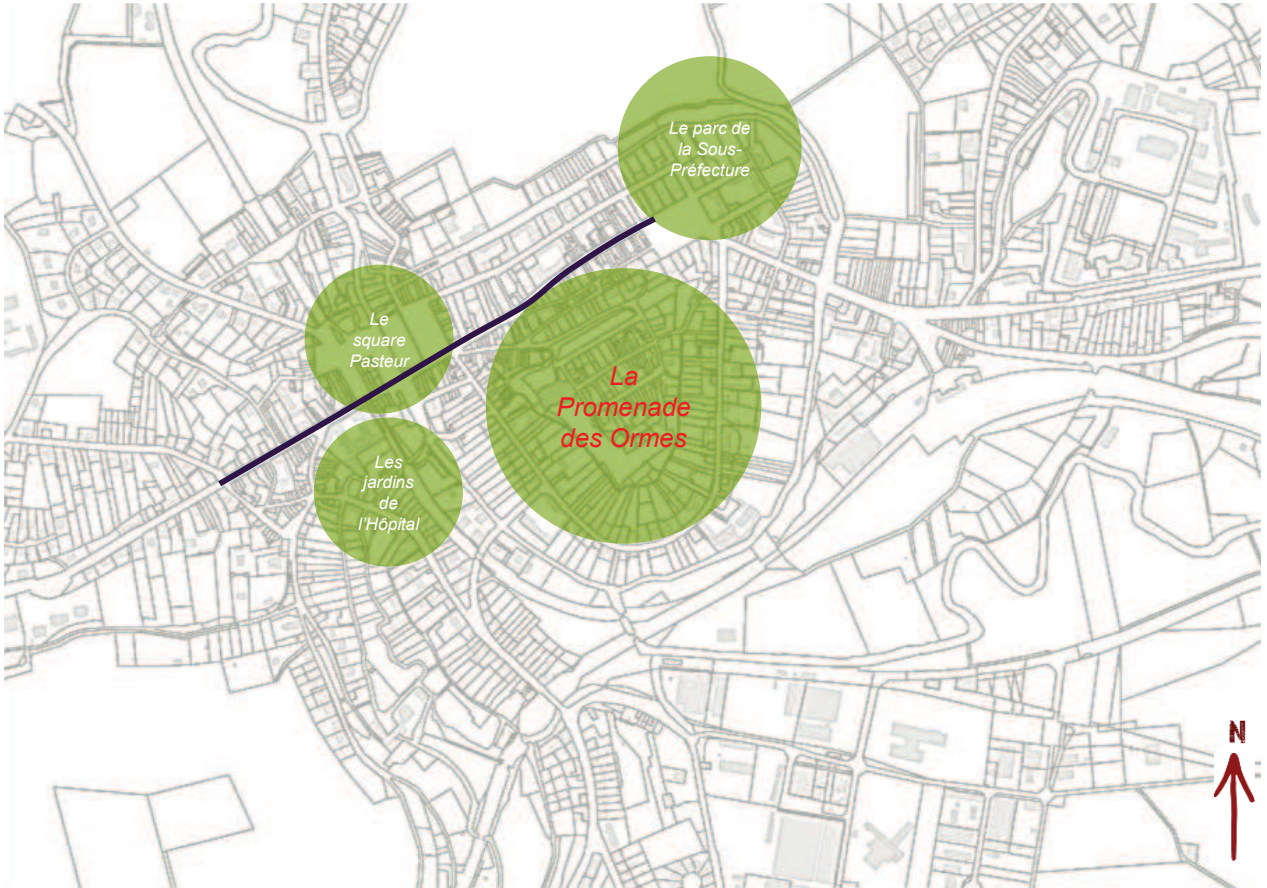 Le parc de
la Sous-
Préfecture
Le
square
Pasteur
La
Promenade
des Ormes
Les
jardins
de
l'Hôpital
N